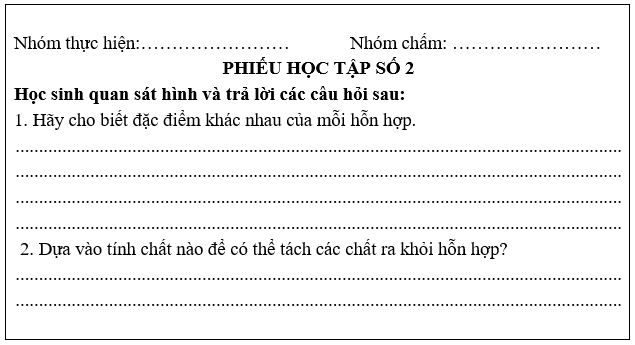 Nhóm thực hiện:…………………… Nhóm chấm: ……………………
PHIẾU HỌC TẬP SỐ 2
Học sinh quan sát hình và trả lời các câu hỏi sau:
1. Hãy cho biết đặc điểm khác nhau của mỗi hỗn hợp.
.......................................................................................................................
.......................................................................................................................
.......................................................................................................................
.......................................................................................................................
2. Dựa vào tính chất nào để có thể tách các chất ra khỏi hỗn hợp?
.......................................................................................................................
.......................................................................................................................